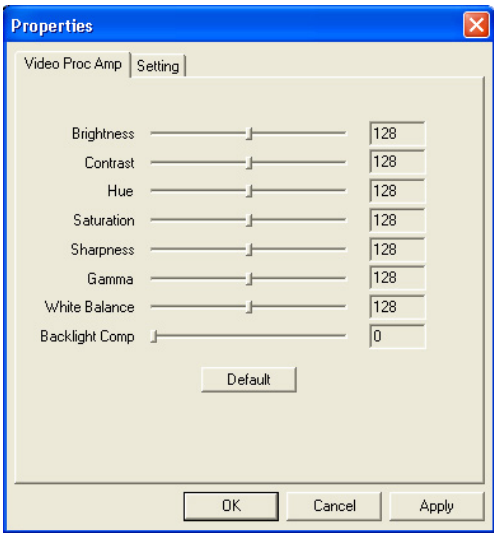 Properties
Video Proc Amp Setting
Brightness 128
Contrast 128
Hue 128
Saturation 128
Sharpness 128
Gamma 128
White Balance 128
Backlight Comp 0
Default
OK Cancel Apply